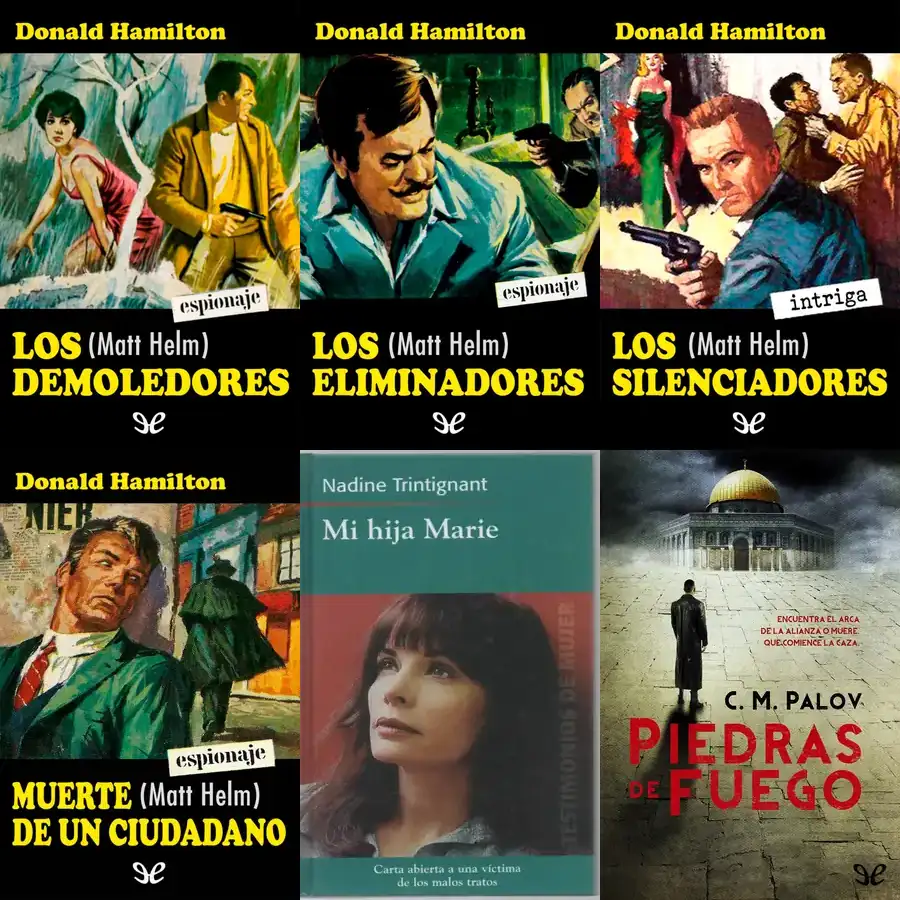 Donald Hamilton
espionaje
LOS (Matt Helm)
DEMOLEDORES
Donald Hamilton
espionaje
LOS (Matt Helm)
ELIMINADORES
Donald Hamilton
intriga
LOS (Matt Helm)
SILENCIADORES
Donald Hamilton
NIER
espionaje
MUERTE (Matt Helm)
DE UN CIUDADANO
Nadine Trintignant
Mi hija Marie
TESTIMONIOS DE MUJER
Carta abierta a una víctima
de los malos tratos
ENCUENTRA EL ARCA
DE LA ALIANZA O MUERE.
QUE COMIENCE LA CAZA.
C. M. PALOV
PIEDRAS
DE FUEGO